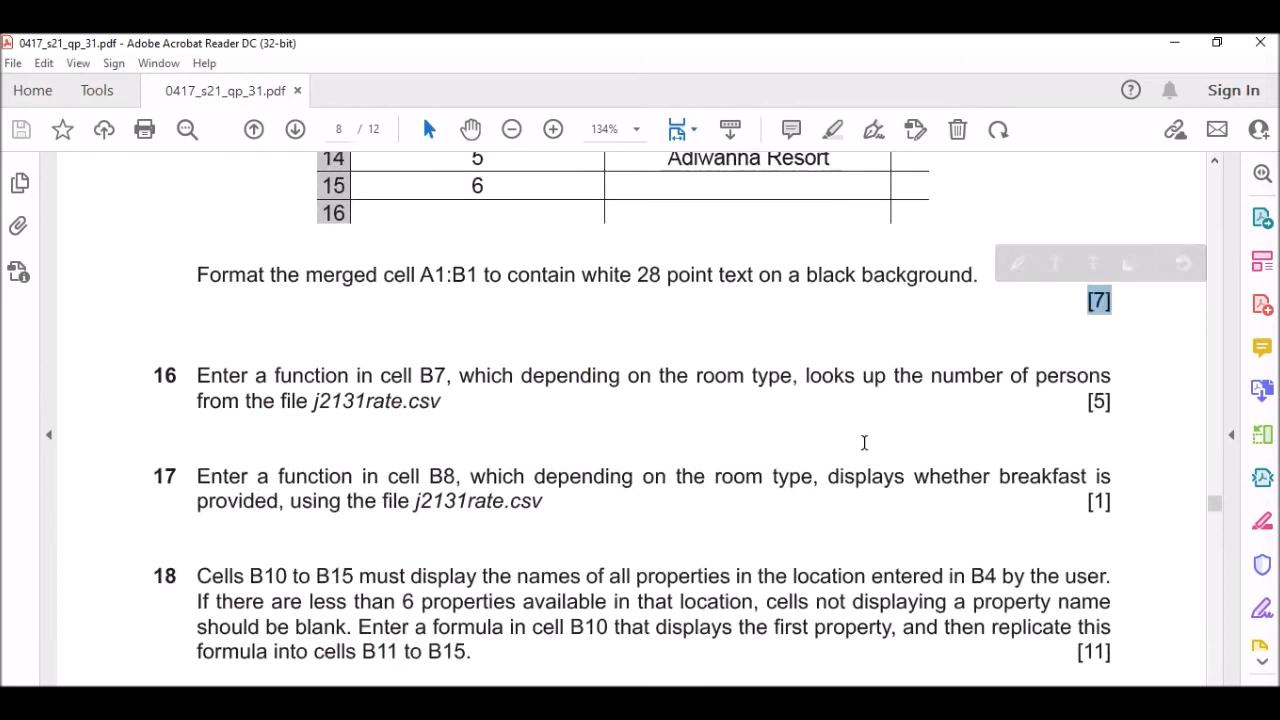 0417_s21_qp_31.pdf - Adobe Acrobat Reader DC (32-bit)
File Edit View Sign Window Help
Home Tools 0417_s21_qp_31.pdf × Sign In
8 / 12 134%
14 5 Adiwanna Resort
15 6
16
Format the merged cell A1:B1 to contain white 28 point text on a black background.
[7]
16 Enter a function in cell B7, which depending on the room type, looks up the number of persons
from the file j2131rate.csv [5]
17 Enter a function in cell B8, which depending on the room type, displays whether breakfast is
provided, using the file j2131rate.csv [1]
18 Cells B10 to B15 must display the names of all properties in the location entered in B4 by the user.
If there are less than 6 properties available in that location, cells not displaying a property name
should be blank. Enter a formula in cell B10 that displays the first property, and then replicate this
formula into cells B11 to B15. [11]